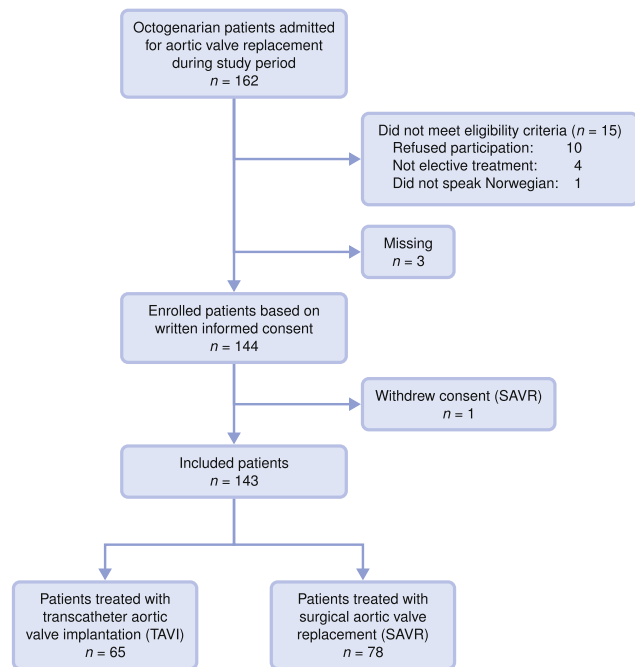 Octogenarian patients admitted
for aortic valve replacement
during study period
n = 162
Did not meet eligibility criteria (n = 15)
Refused participation: 10
Not elective treatment: 4
Did not speak Norwegian: 1
Missing
n = 3
Enrolled patients based on
written informed consent
n = 144
Withdrew consent (SAVR)
n = 1
Included patients
n = 143
Patients treated with
transcatheter aortic
valve implantation (TAVI)
n = 65
Patients treated with
surgical aortic valve
replacement (SAVR)
n = 78